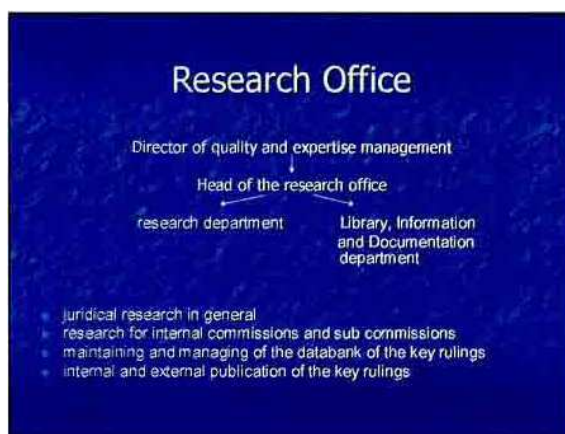 Research Office
Director of quality and expertise management
Head of the research office
research department
Library, Information
and Documentation
department
juridical research in general
research for internal commissions and sub commissions
maintaining and managing of the databank of the key rulings
internal and external publication of the key rulings